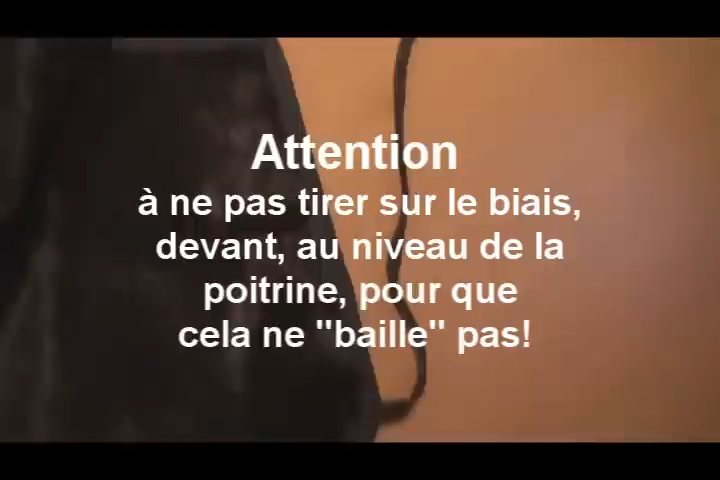 Attention
à ne pas tirer sur le biais,
devant, au niveau de la
poitrine, pour que
cela ne "baille" pas!